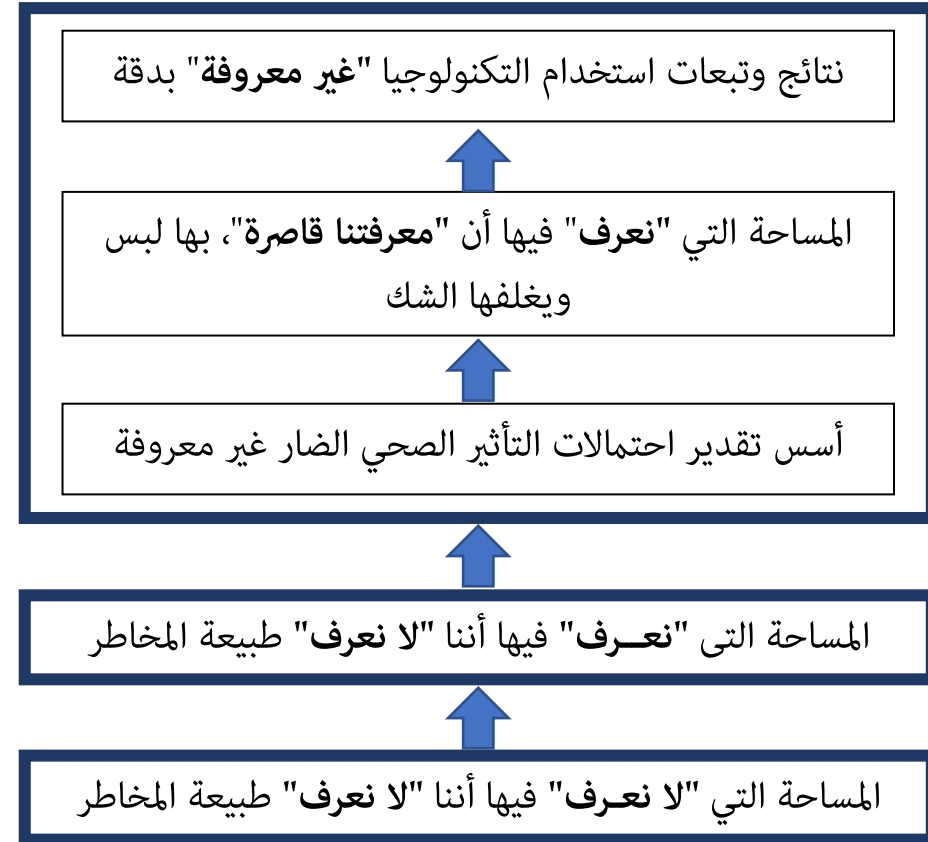 نتائج وتبعات استخدام التكنولوجيا "غير معروفة" بدقة
المساحة التي "نعرف" فيها أن "معرفتنا قاصرة"، بها لبس
ويغلفها الشك
أسس تقدير احتمالات التأثير الصحي الضار غير معروفة
المساحة التى "نعـــرف" فيها أننا "لا نعرف" طبيعة المخاطر
المساحة التي "لا نعـرف" فيها أننا "لا نعرف" طبيعة المخاطر